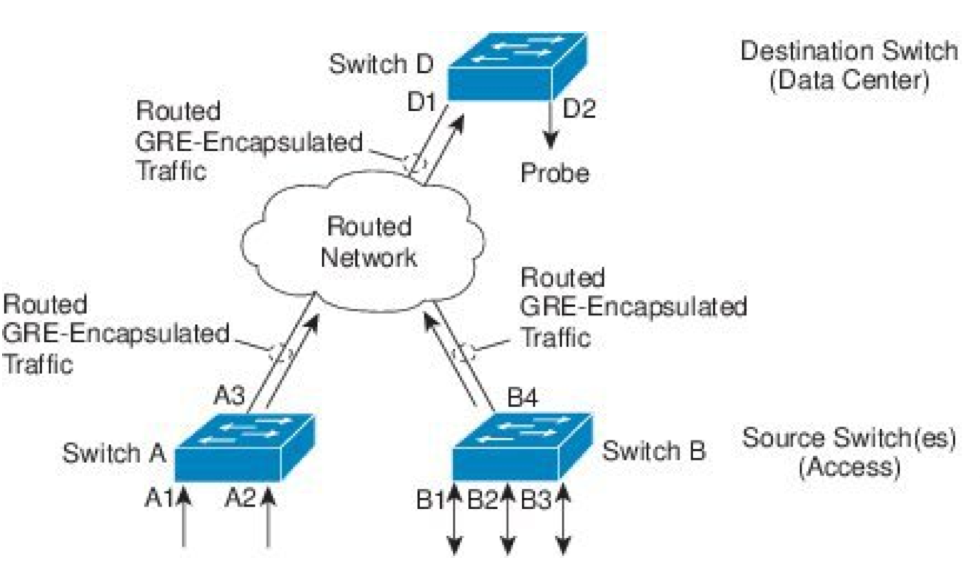 Switch D
Destination Switch
(Data Center)
D1
D2
Routed
GRE-Encapsulated
Traffic
Probe
Routed
Network
Routed
GRE-Encapsulated
Traffic
Routed
GRE-Encapsulated
Traffic
A3
B4
Switch A
Switch B
Source Switch(es)
(Access)
A1
A2
B1
B2
B3